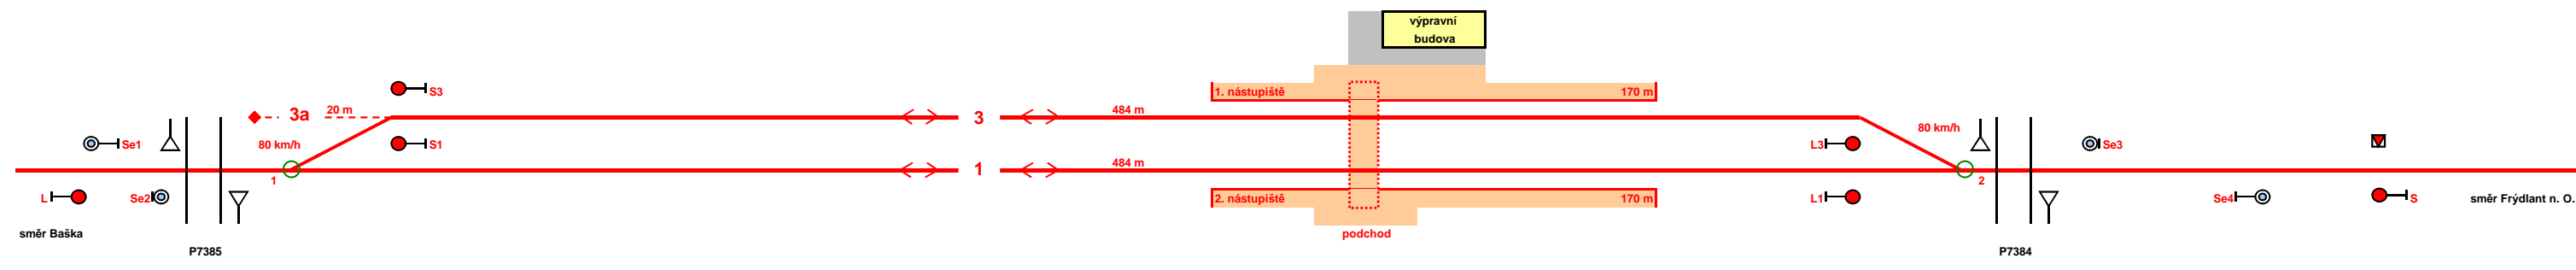 výpravní
budova
S3
1. nástupiště
170 m
3a
20 m
3
484 m
Se1
80 km/h
S1
L3
80 km/h
Se3
1
484 m
1
2
L
Se2
2. nástupiště
170 m
L1
Se4
S
směr Frýdlant n. O.
směr Baška
podchod
P7385
P7384